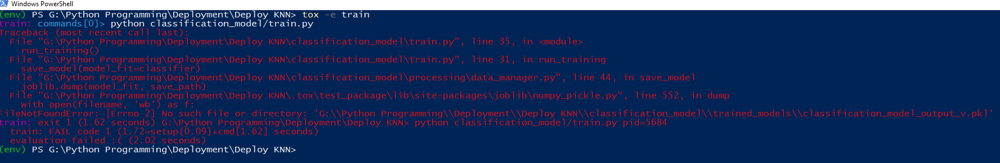 Windows PowerShell
(env) PS G:\Python Programming\Deployment\Deploy KNN> tox -e train
train: commands[0]> python classification_model/train.py
Traceback (most recent call last):
  File "G:\Python Programming\Deployment\Deploy KNN\classification_model\train.py", line 35, in <module>
    run_training()
  File "G:\Python Programming\Deployment\Deploy KNN\classification_model\train.py", line 31, in run_training
    save_model(model_fit=classifier)
  File "G:\Python Programming\Deployment\Deploy KNN\classification_model\processing\data_manager.py", line 44, in save_model
    joblib.dump(model_fit, save_path)
  File "G:\Python Programming\Deployment\Deploy KNN\.tox\test_package\lib\site-packages\joblib\numpy_pickle.py", line 552, in dump
    with open(filename, 'wb') as f:
FileNotFoundError: [Errno 2] No such file or directory: 'G:\\Python Programming\\Deployment\\Deploy KNN\\classification_model\\trained_models\\classification_model_output_v.pkl'
train: exit 1 (1.62 seconds) G:\Python Programming\Deployment\Deploy KNN> python classification_model/train.py pid=5684
  train: FAIL code 1 (1.72=setup[0.09]+cmd[1.62] seconds)
  evaluation failed :( (2.02 seconds)
(env) PS G:\Python Programming\Deployment\Deploy KNN>